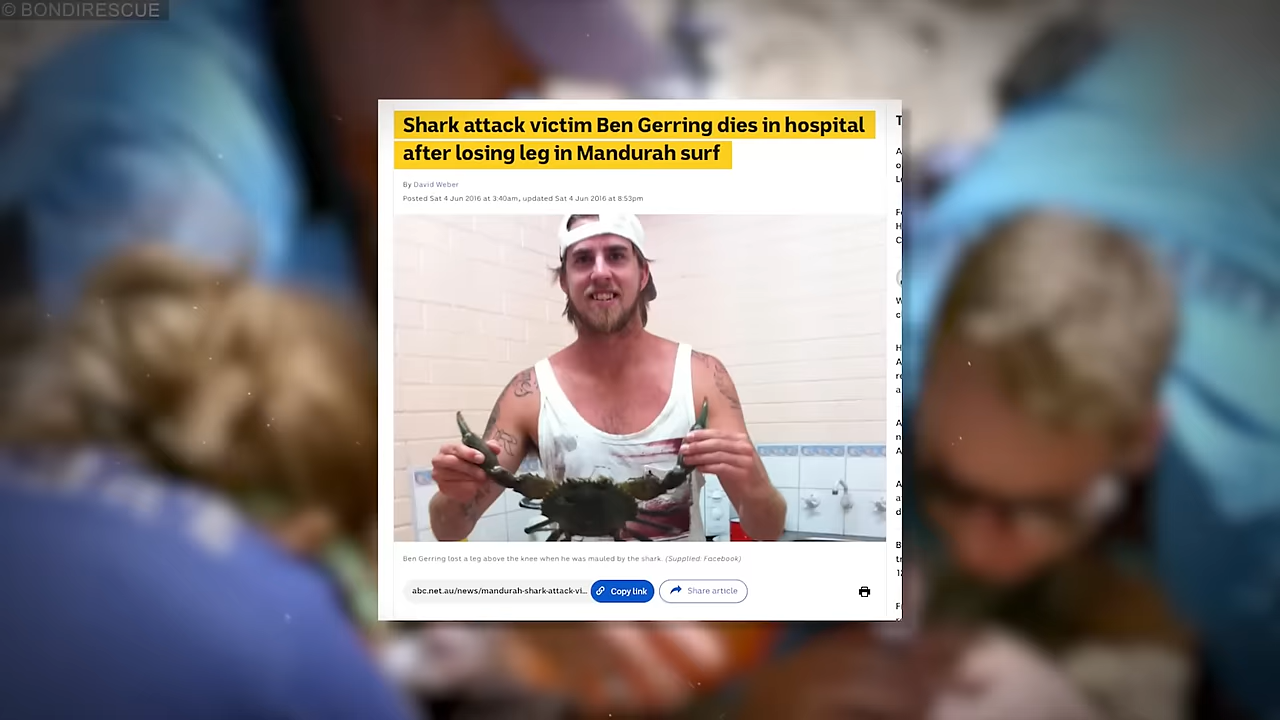 © BONDIRESCUE
Shark attack victim Ben Gerring dies in hospital
after losing leg in Mandurah surf
By David Weber
Posted Sat 4 Jun 2016 at 3:40am, updated Sat 4 Jun 2016 at 8:53pm
Ben Gerring lost a leg above the knee when he was mauled by the shark. (Supplied: Facebook)
abc.net.au/news/mandurah-shark-attack-vi...
Copy link
Share article